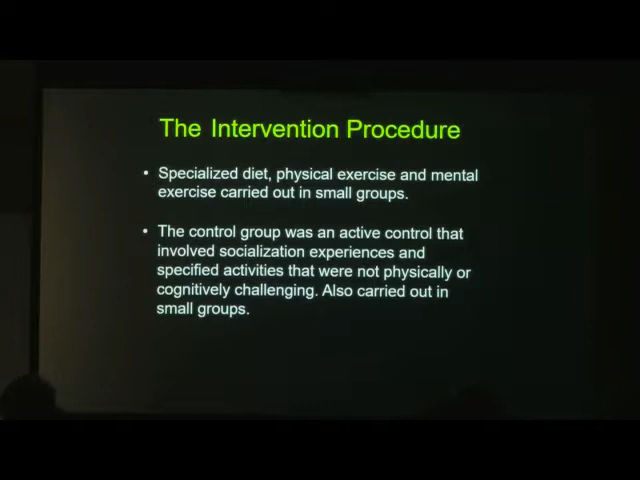 The Intervention Procedure
• Specialized diet, physical exercise and mental
exercise carried out in small groups.
• The control group was an active control that
involved socialization experiences and
specified activities that were not physically or
cognitively challenging. Also carried out in
small groups.